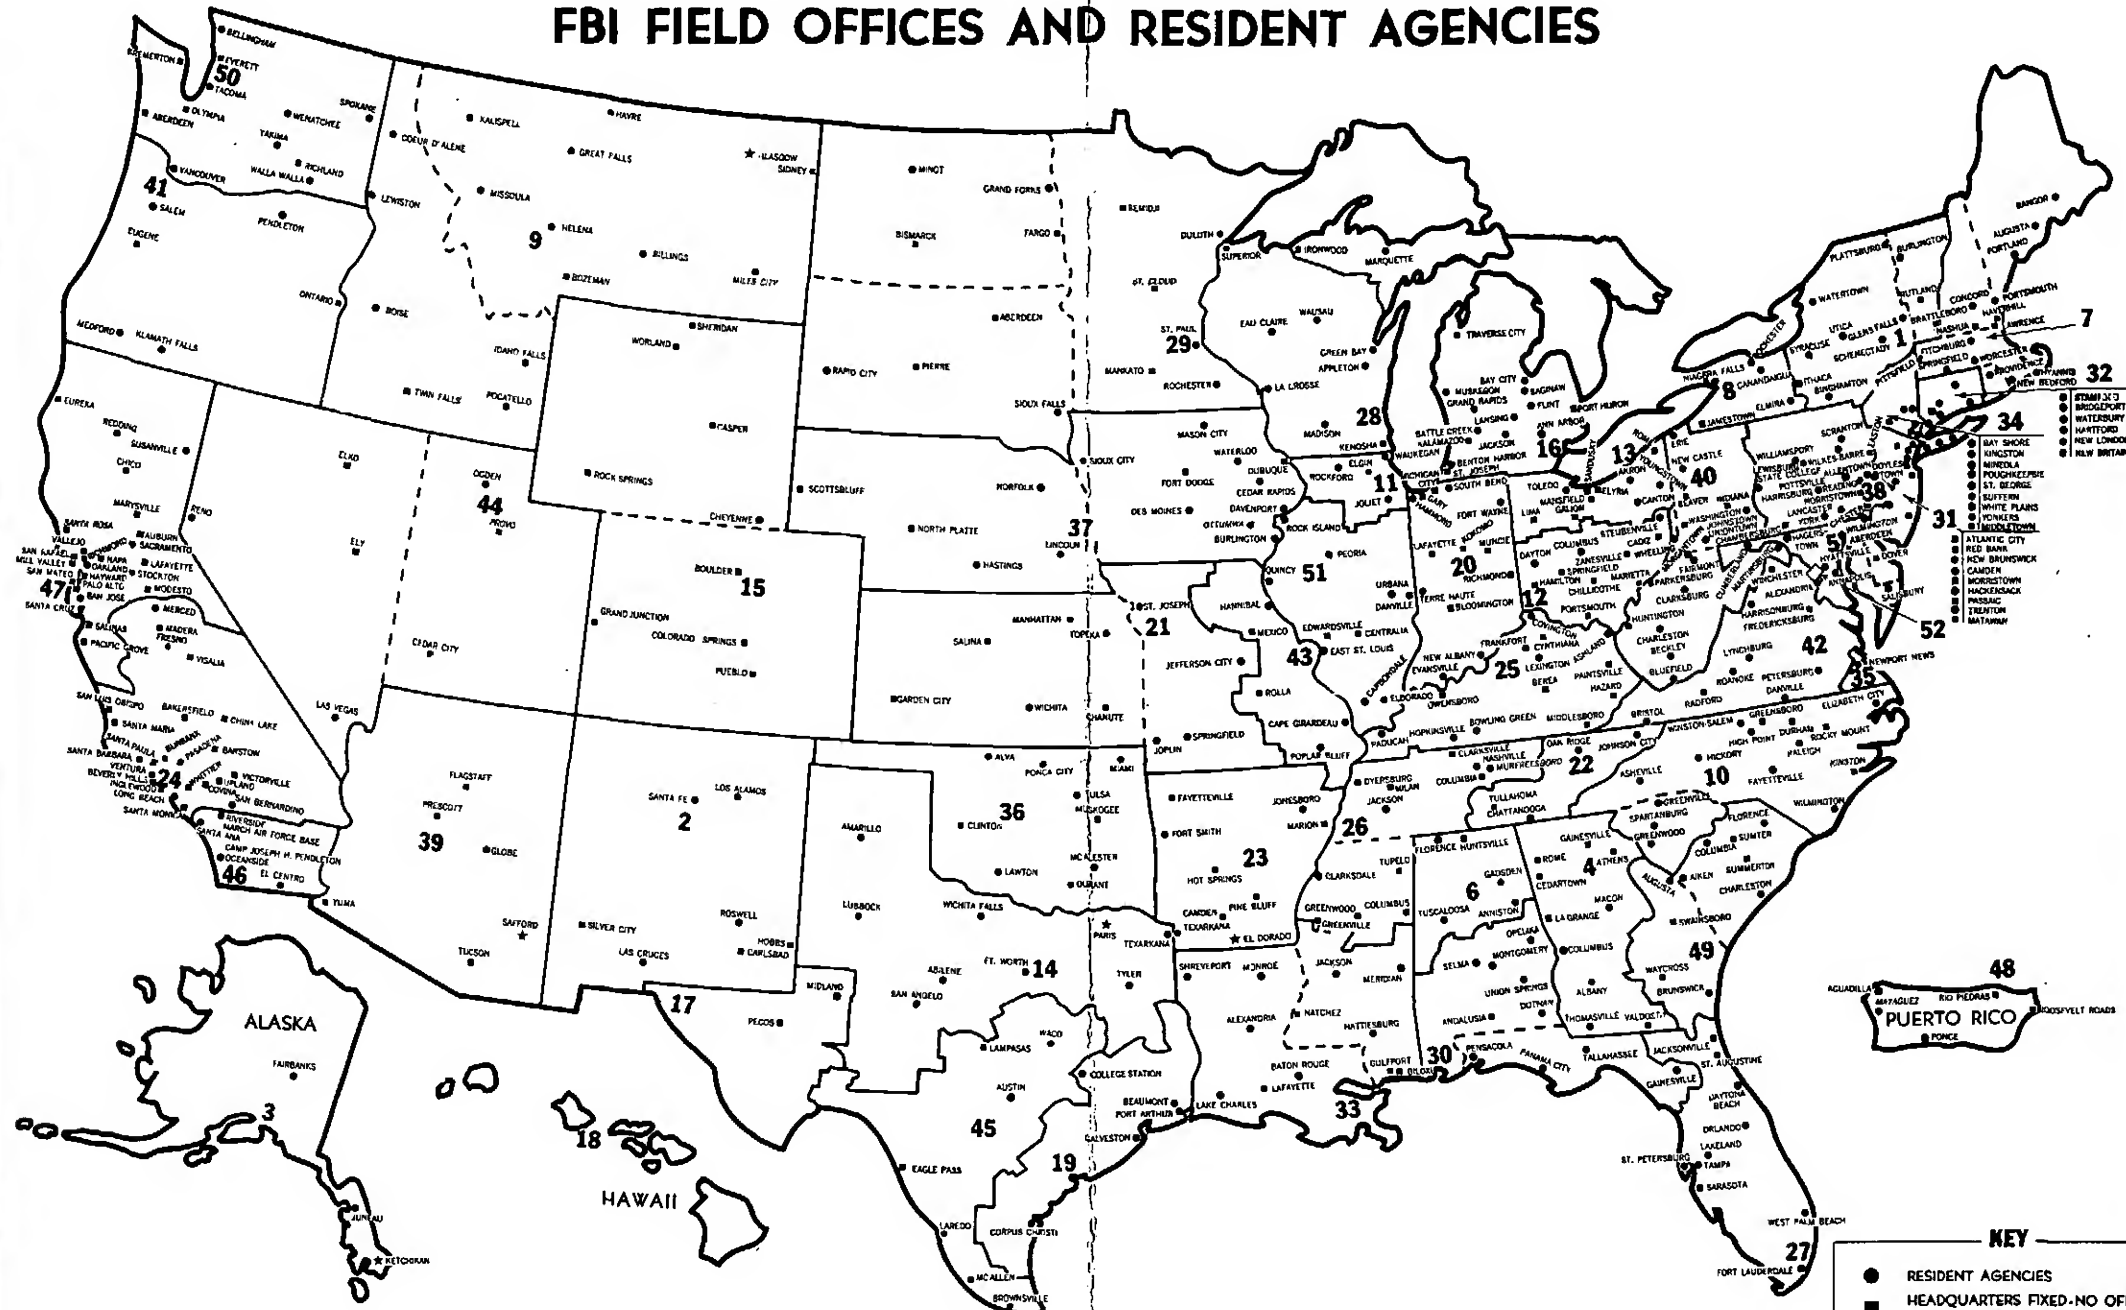 FBI FIELD OFFICES AND RESIDENT AGENCIES
BELLINGHAM
EVERETT
50
TACOMA
OLYMPIA
ABERDEEN
WENATCHEE
SPOKANE
YAKIMA
RICHLAND
WALLA WALLA
VANCOUVER
41
SALEM
EUGENE
PENDLETON
ONTARIO
MEDFORD
KLAMATH FALLS
COEUR D'ALENE
LEWISTON
BOISE
IDAHO FALLS
TWIN FALLS
POCATELLO
KALISPELL
HAVRE
GREAT FALLS
SIDNEY
MISSOULA
9
HELENA
BILLINGS
BOZEMAN
MILES CITY
SHERIDAN
WORLAND
CASPER
ROCK SPRINGS
CHEYENNE
MINOT
GRAND FORKS
BISMARCK
FARGO
ABERDEEN
RAPID CITY
PIERRE
SIOUX FALLS
SCOTTSBLUFF
NORFOLK
NORTH PLATTE
37
LINCOLN
HASTINGS
BEMIDJI
DULUTH
ST. CLOUD
ST. PAUL
29
MANKATO
ROCHESTER
SUPERIOR
IRONWOOD
MARQUETTE
EAU CLAIRE
WAUSAU
GREEN BAY
APPLETON
LA CROSSE
28
MADISON
KENOSHA
TRAVERSE CITY
BAY CITY
SAGINAW
MUSKEGON
GRAND RAPIDS
FLINT
PORT HURON
LANSING
BATTLE CREEK
KALAMAZOO
JACKSON
ANN ARBOR
16
BENTON HARBOR
ST. JOSEPH
MASON CITY
SIOUX CITY
WATERLOO
DUBUQUE
FORT DODGE
CEDAR RAPIDS
DES MOINES
DAVENPORT
OTTUMWA
BURLINGTON
WAUKEGAN
ELGIN
ROCKFORD
11
JOLIET
ROCK ISLAND
PEORIA
QUINCY
51
URBANA
DANVILLE
EDWARDSVILLE
CENTRALIA
EAST ST. LOUIS
CARBONDALE
ELDORADO
MICHIGAN CITY
GARY
HAMMOND
SOUTH BEND
FORT WAYNE
LAFAYETTE
KOKOMO
MUNCIE
20
RICHMOND
TERRE HAUTE
BLOOMINGTON
NEW ALBANY
EVANSVILLE
TOLEDO
SANDUSKY
13
AKRON
YOUNGSTOWN
MANSFIELD
ELYRIA
LIMA
GALION
CANTON
STEUBENVILLE
COLUMBUS
CADIZ
DAYTON
ZANESVILLE
SPRINGFIELD
HAMILTON
MARIETTA
CHILLICOTHE
12
PORTSMOUTH
EUREKA
REDDING
SUSANVILLE
CHICO
MARYSVILLE
SANTA ROSA
VALLEJO
AUBURN
SACRAMENTO
SAN RAFAEL
RICHMOND
NAPA
LAFAYETTE
MILL VALLEY
OAKLAND
STOCKTON
SAN MATEO
HAYWARD
PALO ALTO
MODESTO
47
SAN JOSE
SANTA CRUZ
MERCED
SALINAS
MADERA
FRESNO
PACIFIC GROVE
VISALIA
SAN LUIS OBISPO
BAKERSFIELD
CHINA LAKE
SANTA MARIA
SANTA PAULA
BURBANK
PASADENA
BARSTOW
SANTA BARBARA
VENTURA
BEVERLY HILLS
24
WHITTIER
VICTORVILLE
INGLEWOOD
UPLAND
COVINA
LONG BEACH
SAN BERNARDINO
SANTA MONICA
RIVERSIDE
MARCH AIR FORCE BASE
SANTA ANA
CAMP JOSEPH H. PENDLETON
OCEANSIDE
46
EL CENTRO
RENO
ELKO
ELY
LAS VEGAS
OGDEN
44
PROVO
CEDAR CITY
BOULDER
15
GRAND JUNCTION
COLORADO SPRINGS
PUEBLO
MANHATTAN
TOPEKA
SALINA
GARDEN CITY
WICHITA
CHANUTE
ST. JOSEPH
21
HANNIBAL
MEXICO
JEFFERSON CITY
43
ROLLA
CAPE GIRARDEAU
SPRINGFIELD
JOPLIN
POPLAR BLUFF
FLAGSTAFF
PRESCOTT
39
GLOBE
YUMA
SAFFORD
TUCSON
SANTA FE
LOS ALAMOS
2
ROSWELL
SILVER CITY
HOBBS
CARLSBAD
LAS CRUCES
17
ALVA
PONCA CITY
MIAMI
TULSA
36
MUSKOGEE
CLINTON
MCALESTER
LAWTON
DURANT
AMARILLO
LUBBOCK
WICHITA FALLS
PARIS
TEXARKANA
FT. WORTH
14
ABILENE
TYLER
MIDLAND
SAN ANGELO
PECOS
WACO
LAMPASAS
COLLEGE STATION
AUSTIN
BEAUMONT
PORT ARTHUR
45
GALVESTON
19
EAGLE PASS
LAREDO
CORPUS CHRISTI
MCALLEN
BROWNSVILLE
FAYETTEVILLE
JONESBORO
FORT SMITH
MARION
23
HOT SPRINGS
PINE BLUFF
CAMDEN
TEXARKANA
EL DORADO
SHREVEPORT
MONROE
ALEXANDRIA
BATON ROUGE
LAFAYETTE
LAKE CHARLES
33
TUPELO
CLARKSDALE
GREENWOOD
COLUMBUS
GREENVILLE
JACKSON
MERIDIAN
NATCHEZ
HATTIESBURG
GULFPORT
BILOXI
30
FRANKFORT
COVINGTON
CYNTHIANA
25
LEXINGTON
ASHLAND
BEREA
PAINTSVILLE
HAZARD
OWENSBORO
HOPKINSVILLE
BOWLING GREEN
MIDDLESBORO
PADUCAH
CLARKSVILLE
NASHVILLE
OAK RIDGE
JOHNSON CITY
BRISTOL
DYERSBURG
MILAN
COLUMBIA
MURFREESBORO
22
JACKSON
TULLAHOMA
CHATTANOOGA
26
FLORENCE
HUNTSVILLE
6
GADSDEN
TUSCALOOSA
ANNISTON
OPELIKA
MONTGOMERY
SELMA
UNION SPRINGS
DOTHAN
ANDALUSIA
GAINESVILLE
ROME
4
ATHENS
CEDARTOWN
MACON
LA GRANGE
AUGUSTA
SWAINSBORO
COLUMBUS
49
WAYCROSS
ALBANY
BRUNSWICK
THOMASVILLE
VALDOSTA
PENSACOLA
PANAMA CITY
TALLAHASSEE
JACKSONVILLE
ST. AUGUSTINE
GAINESVILLE
DAYTONA BEACH
ORLANDO
LAKELAND
ST. PETERSBURG
TAMPA
SARASOTA
WEST PALM BEACH
27
FORT LAUDERDALE
GREENVILLE
SPARTANBURG
GREENWOOD
FLORENCE
SUMTER
COLUMBIA
SUMMERTON
AIKEN
CHARLESTON
WINSTON-SALEM
GREENSBORO
ELIZABETH CITY
HIGH POINT
DURHAM
ROCKY MOUNT
HICKORY
RALEIGH
ASHEVILLE
10
FAYETTEVILLE
KINSTON
WILMINGTON
WHEELING
MORGANTOWN
FAIRMONT
PARKERSBURG
CLARKSBURG
MARTINSBURG
HUNTINGTON
CHARLESTON
BECKLEY
BLUEFIELD
WINCHESTER
ALEXANDRIA
HARRISONBURG
FREDERICKSBURG
LYNCHBURG
42
ROANOKE
PETERSBURG
NEWPORT NEWS
35
RADFORD
DANVILLE
CUMBERLAND
HAGERSTOWN
HYATTSVILLE
ABERDEEN
ANNAPOLIS
SALISBURY
DOVER
WILMINGTON
52
ERIE
NEW CASTLE
40
BEAVER
INDIANA
WASHINGTON
JOHNSTOWN
UNIONTOWN
CHAMBERSBURG
WILLIAMSPORT
SCRANTON
EASTON
LEWISBURG
WILKES-BARRE
STATE COLLEGE
ALLENTOWN
DOYLESTOWN
POTTSVILLE
HARRISBURG
READING
NORRISTOWN
38
LANCASTER
YORK
CHESTER
PLATTSBURG
BURLINGTON
WATERTOWN
RUTLAND
UTICA
GLENS FALLS
BRATTLEBORO
SYRACUSE
SCHENECTADY
1
ROCHESTER
NIAGARA FALLS
8
CANANDAIGUA
ITHACA
BINGHAMTON
ELMIRA
JAMESTOWN
BANGOR
AUGUSTA
PORTLAND
CONCORD
PORTSMOUTH
NASHUA
HAVERHILL
LAWRENCE
7
FITCHBURG
WORCESTER
PITTSFIELD
SPRINGFIELD
PROVIDENCE
HYANNIS
NEW BEDFORD
32
STAMFORD
BRIDGEPORT
WATERBURY
HARTFORD
NEW LONDO
NEW BRITAI
34
BAY SHORE
KINGSTON
MINEOLA
POUGHKEEPSIE
ST. GEORGE
SUFFERN
WHITE PLAINS
YONKERS
MIDDLETOWN
31
ATLANTIC CITY
RED BANK
NEW BRUNSWICK
CAMDEN
MORRISTOWN
HACKENSACK
PASSAIC
TRENTON
MATAWAN
48
AGUADILLA
MAYAGUEZ
RIO PIEDRAS
ROOSEVELT ROADS
PUERTO RICO
PONCE
ALASKA
FAIRBANKS
3
JUNEAU
KETCHIKAN
18
HAWAII
KEY
RESIDENT AGENCIES
HEADQUARTERS FIXED-NO OF